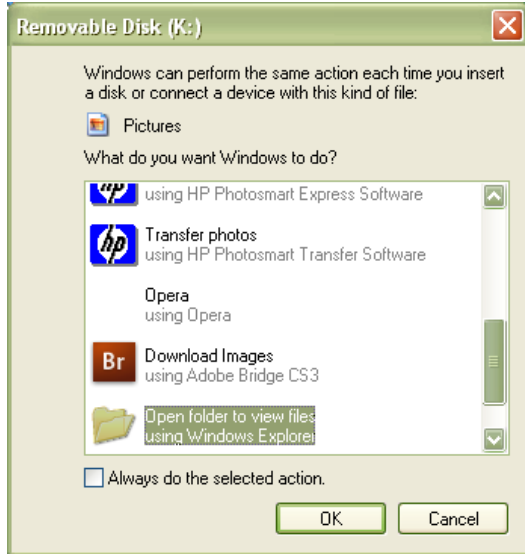 Removable Disk (K:)
Windows can perform the same action each time you insert
a disk or connect a device with this kind of file:
Pictures
What do you want Windows to do?
hp
using HP Photosmart Express Software
hp
Transfer photos
using HP Photosmart Transfer Software
Opera
using Opera
Br
Download Images
using Adobe Bridge CS3
Open folder to view files
using Windows Explorer
Always do the selected action.
OK
Cancel